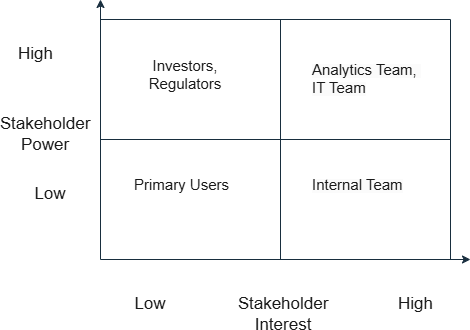 High
Investors,
Regulators
Analytics Team,
IT Team
Stakeholder
Power
Low
Primary Users
Internal Team
Low
Stakeholder
Interest
High